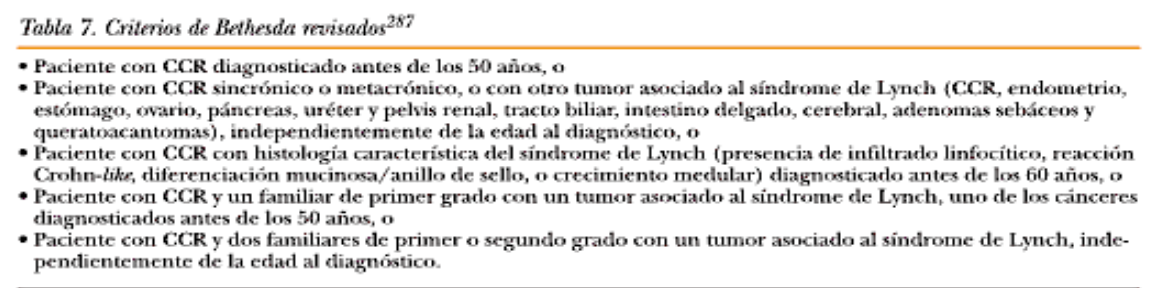 Tabla 7. Criterios de Bethesda revisados287
• Paciente con CCR diagnosticado antes de los 50 años, o
• Paciente con CCR sincrónico o metacrónico, o con otro tumor asociado al síndrome de Lynch (CCR, endometrio,
estómago, ovario, páncreas, uréter y pelvis renal, tracto biliar, intestino delgado, cerebral, adenomas sebáceos y
queratoacantomas), independientemente de la edad al diagnóstico, o
• Paciente con CCR con histología característica del síndrome de Lynch (presencia de infiltrado linfocítico, reacción
Crohn-like, diferenciación mucinosa/anillo de sello, o crecimiento medular) diagnosticado antes de los 60 años, o
• Paciente con CCR y un familiar de primer grado con un tumor asociado al síndrome de Lynch, uno de los cánceres
diagnosticados antes de los 50 años, o
• Paciente con CCR y dos familiares de primer o segundo grado con un tumor asociado al síndrome de Lynch, inde-
pendientemente de la edad al diagnóstico.